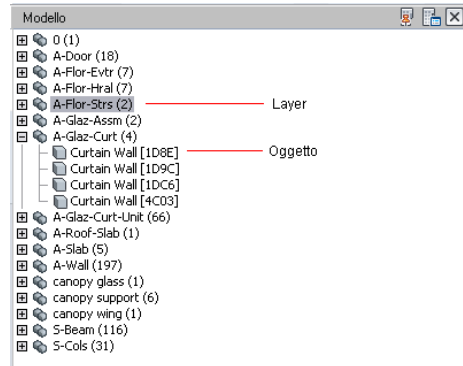 Modello
0 (1)
A-Door (18)
A-Flor-Evtr (7)
A-Flor-Hral (7)
A-Flor-Strs (2) Layer
A-Glaz-Assm (2)
A-Glaz-Curt (4)
Curtain Wall [1D8E] Oggetto
Curtain Wall [1D9C]
Curtain Wall [1DC6]
Curtain Wall [4C03]
A-Glaz-Curt-Unit (66)
A-Roof-Slab (1)
A-Slab (5)
A-Wall (197)
canopy glass (1)
canopy support (6)
canopy wing (1)
S-Beam (116)
S-Cols (31)